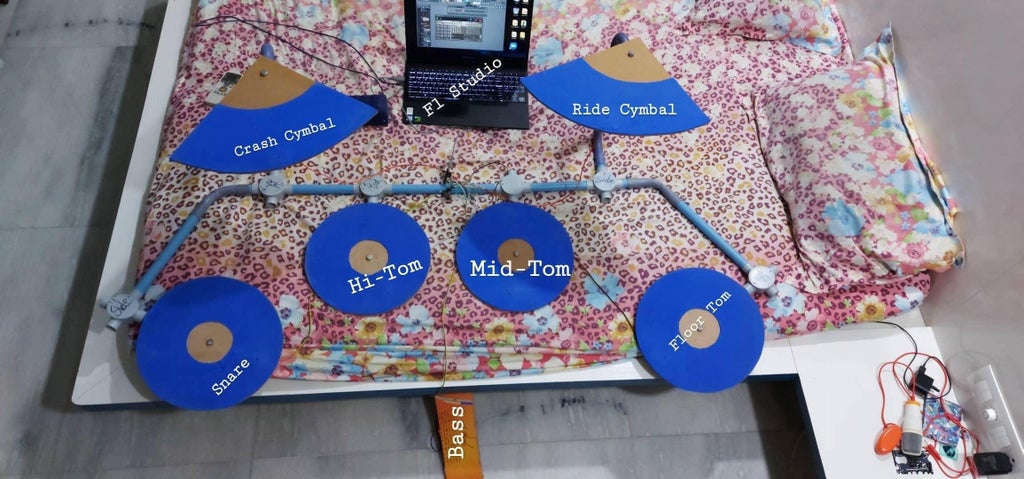 Fl Studio
Crash Cymbal
Ride Cymbal
Hi-Tom
Mid-Tom
Snare
Floor Tom
Bass